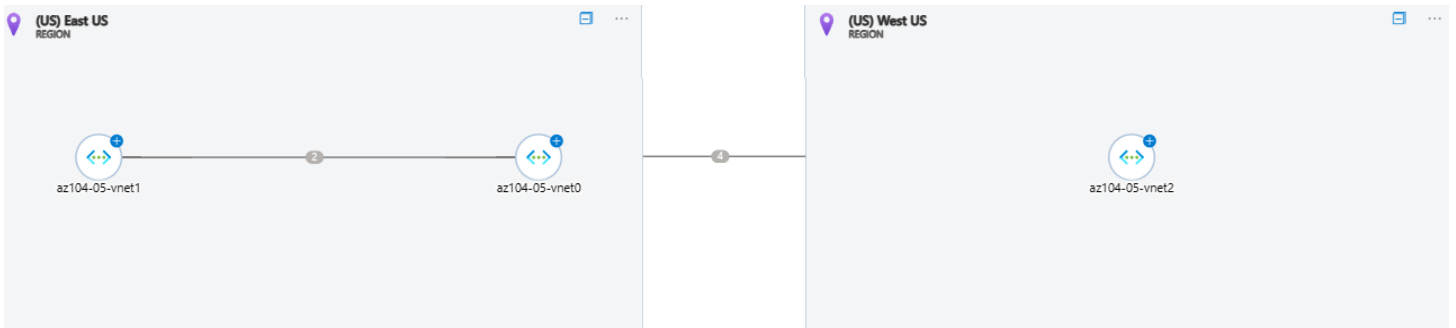 (US) East US
REGION
...
2
az104-05-vnet1
az104-05-vnet0
4
(US) West US
REGION
...
az104-05-vnet2